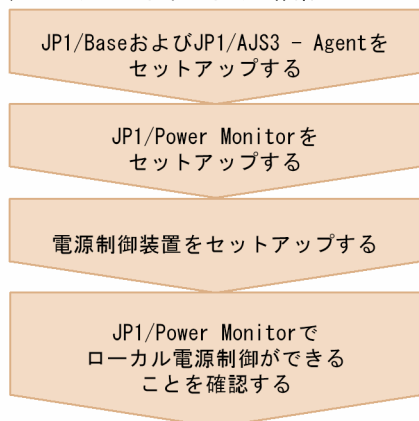 JP1/BaseおよびJP1/AJS3 - Agentを
セットアップする
JP1/Power Monitorを
セットアップする
電源制御装置をセットアップする
JP1/Power Monitorで
ローカル電源制御ができる
ことを確認する